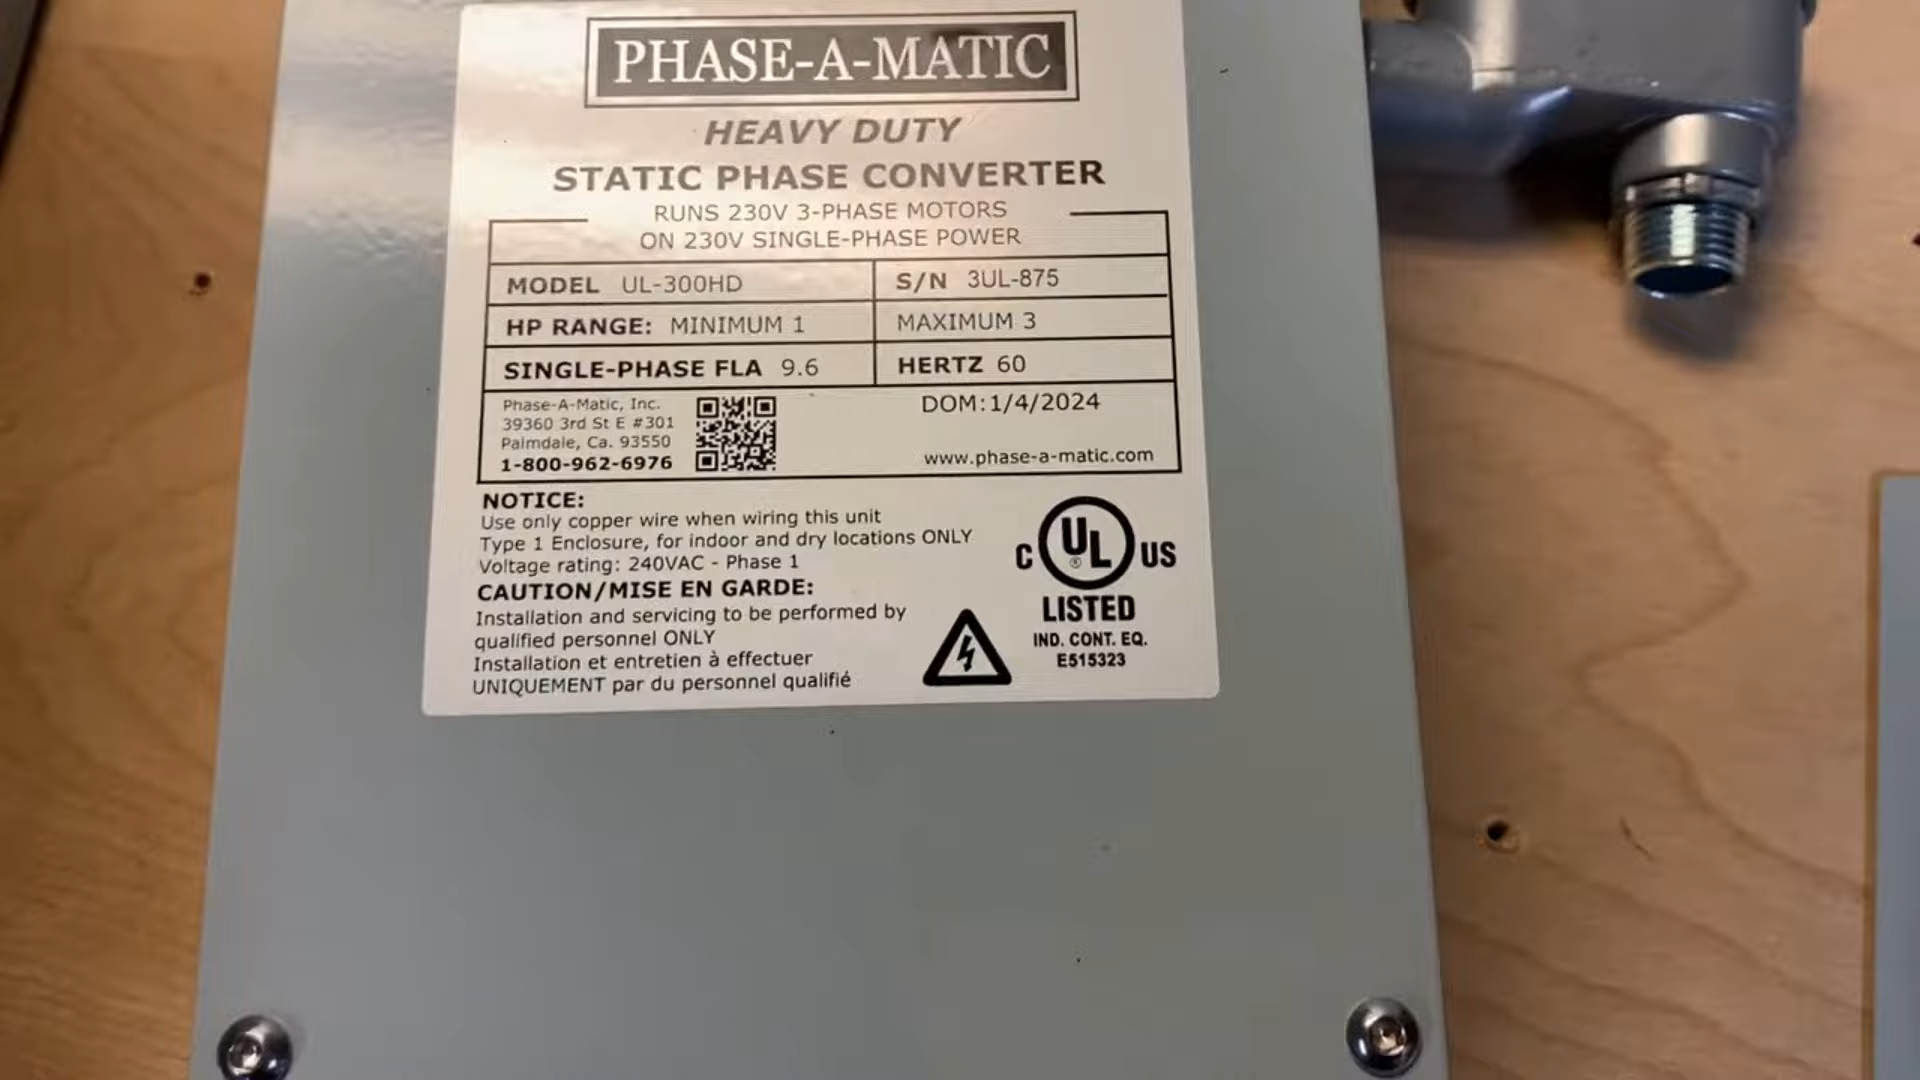 PHASE-A-MATIC
HEAVY DUTY
STATIC PHASE CONVERTER
RUNS 230V 3-PHASE MOTORS
ON 230V SINGLE-PHASE POWER
MODEL UL-300HD S/N 3UL-875
HP RANGE: MINIMUM 1 MAXIMUM 3
SINGLE-PHASE FLA 9.6 HERTZ 60
Phase-A-Matic, Inc.
39360 3rd St E #301
Palmdale, Ca. 93550
1-800-962-6976
DOM:1/4/2024
www.phase-a-matic.com
NOTICE:
Use only copper wire when wiring this unit
Type 1 Enclosure, for indoor and dry locations ONLY
Voltage rating: 240VAC - Phase 1
CAUTION/MISE EN GARDE:
Installation and servicing to be performed by
qualified personnel ONLY
Installation et entretien à effectuer
UNIQUEMENT par du personnel qualifié
C UL ® US
LISTED
IND. CONT. EQ.
E515323